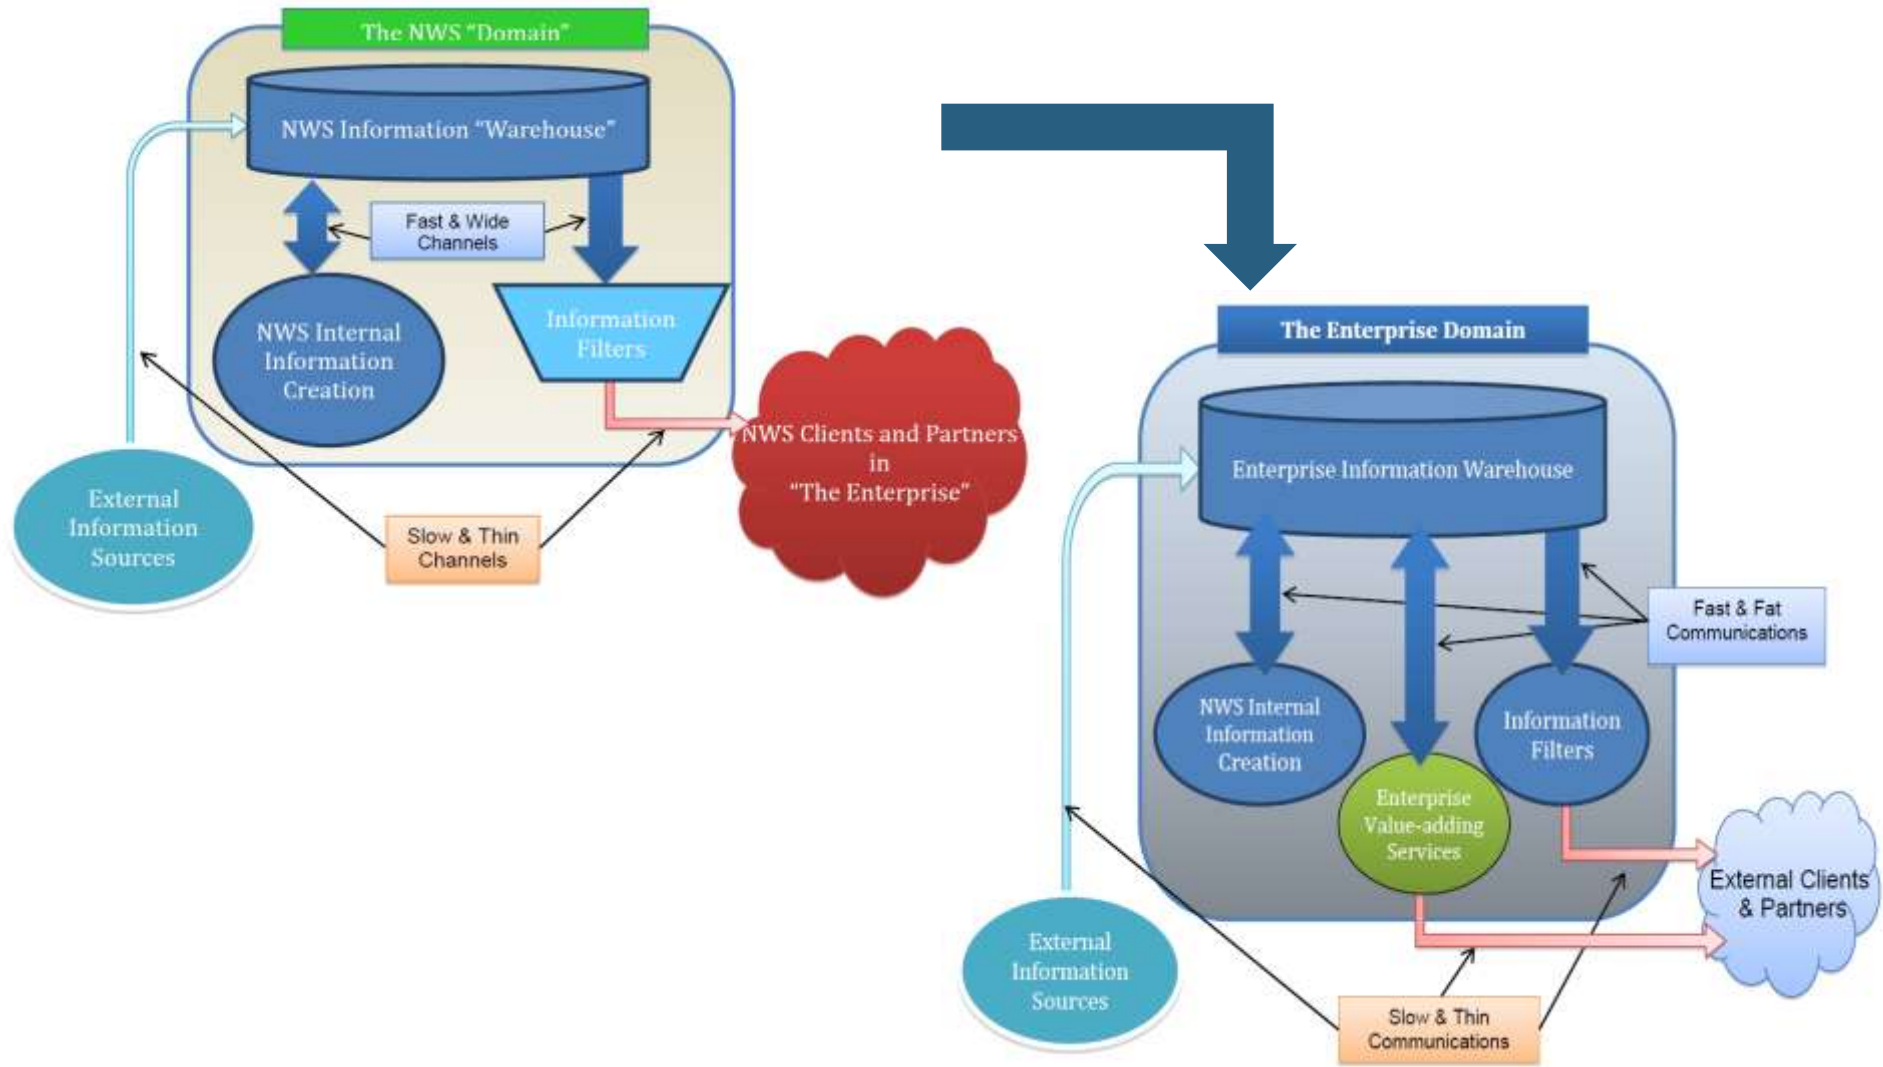 The NWS “Domain”
NWS Information “Warehouse”
Fast & Wide
Channels
NWS Internal
Information
Creation
Information
Filters
NWS Clients and Partners
in
“The Enterprise”
External
Information
Sources
Slow & Thin
Channels
The Enterprise Domain
Enterprise Information Warehouse
Fast & Fat
Communications
NWS Internal
Information
Creation
Information
Filters
Enterprise
Value-adding
Services
External Clients
& Partners
External
Information
Sources
Slow & Thin
Communications